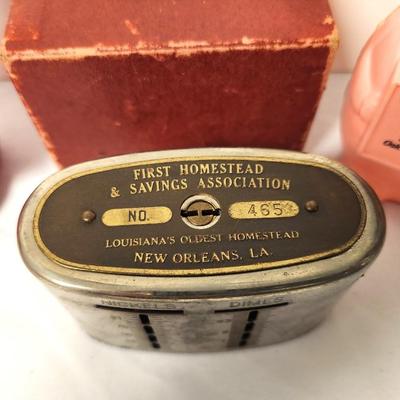 FIRST HOMESTEAD
& SAVINGS ASSOCIATION
NO. 465
LOUISIANA'S OLDEST HOMESTEAD
NEW ORLEANS, LA.
NICKELS DIMES